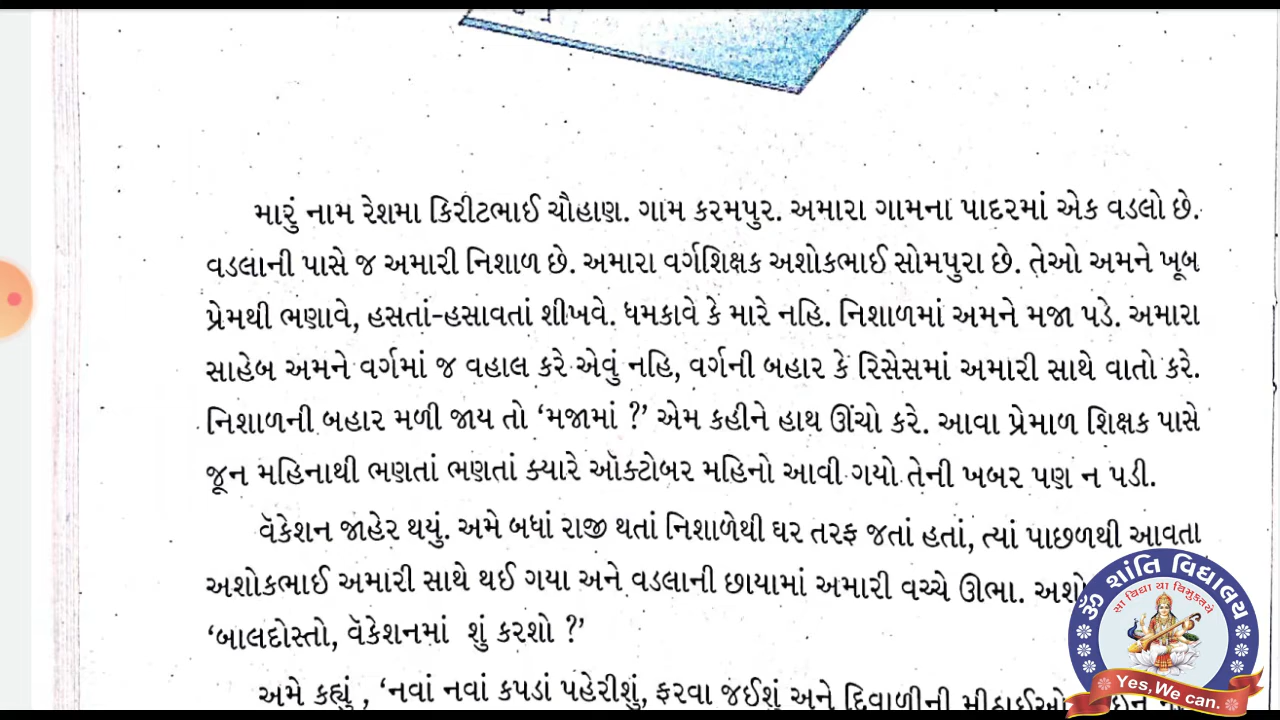 મારું નામ રેશમા કિરીટભાઈ ચૌહાણ. ગામ કરમપુર. અમારા ગામના પાદરમાં એક વડલો છે.
વડલાની પાસે જ અમારી નિશાળ છે. અમારા વર્ગશિક્ષક અશોકભાઈ સોમપુરા છે. તેઓ અમને ખૂબ
પ્રેમથી ભણાવે, હસતાં-હસાવતાં શીખવે. ધમકાવે કે મારે નહિ. નિશાળમાં અમને મજા પડે. અમારા
સાહેબ અમને વર્ગમાં જ વહાલ કરે એવું નહિ, વર્ગની બહાર કે રિસેસમાં અમારી સાથે વાતો કરે.
નિશાળની બહાર મળી જાય તો ‘મજામાં ?’ એમ કહીને હાથ ઊંચો કરે. આવા પ્રેમાળ શિક્ષક પાસે
જૂન મહિનાથી ભણતાં ભણતાં ક્યારે ઑક્ટોબર મહિનો આવી ગયો તેની ખબર પણ ન પડી.
વૅકેશન જાહેર થયું. અમે બધાં રાજી થતાં નિશાળેથી ઘર તરફ જતાં હતાં, ત્યાં પાછળથી આવતા
અશોકભાઈ અમારી સાથે થઈ ગયા અને વડલાની છાયામાં અમારી વચ્ચે ઊભા.
‘બાલદોસ્તો, વૅકેશનમાં શું કરશો ?’
અમે કહ્યું, ‘નવાં નવાં કપડાં પહેરીશું, ફરવા જઈશું અને દિવાળીની
ૐ શાંતિ વિદ્યાલય
સા વિદ્યા યા વિમુક્તયે
Yes, We can.